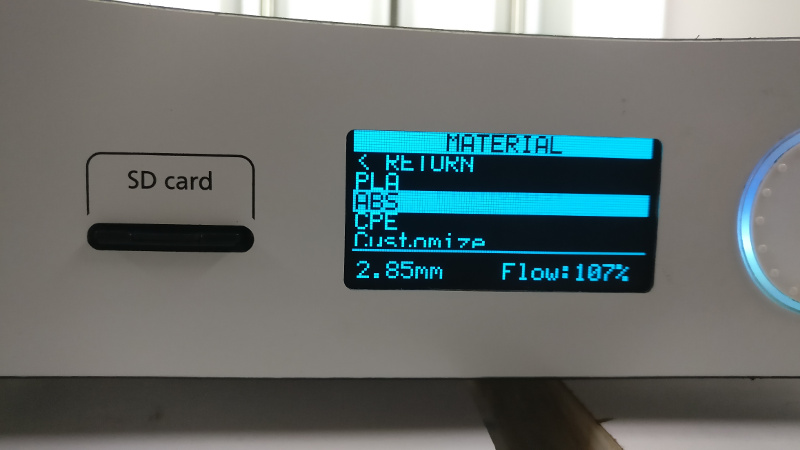 SD card
MATERIAL
< RETURN
PLA
ABS
CPE
Customize
2.85mm Flow:107%